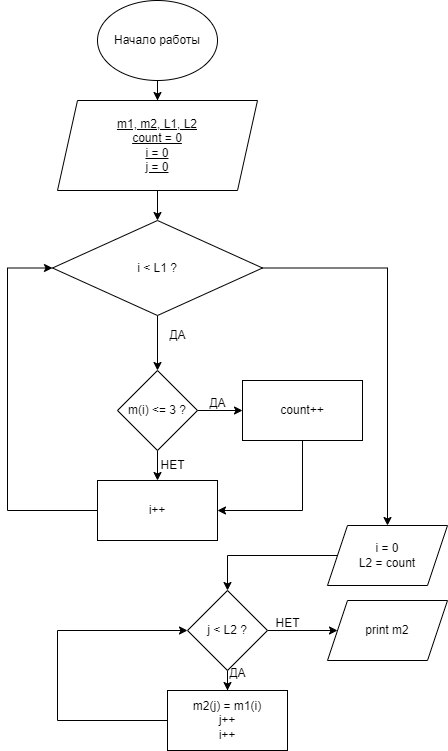 Начало работы
m1, m2, L1, L2
count = 0
i = 0
j = 0
i < L1 ?
ДА
m(i) <= 3 ?
ДА
count++
НЕТ
i++
i = 0
L2 = count
j < L2 ?
НЕТ
print m2
ДА
m2(j) = m1(i)
j++
i++